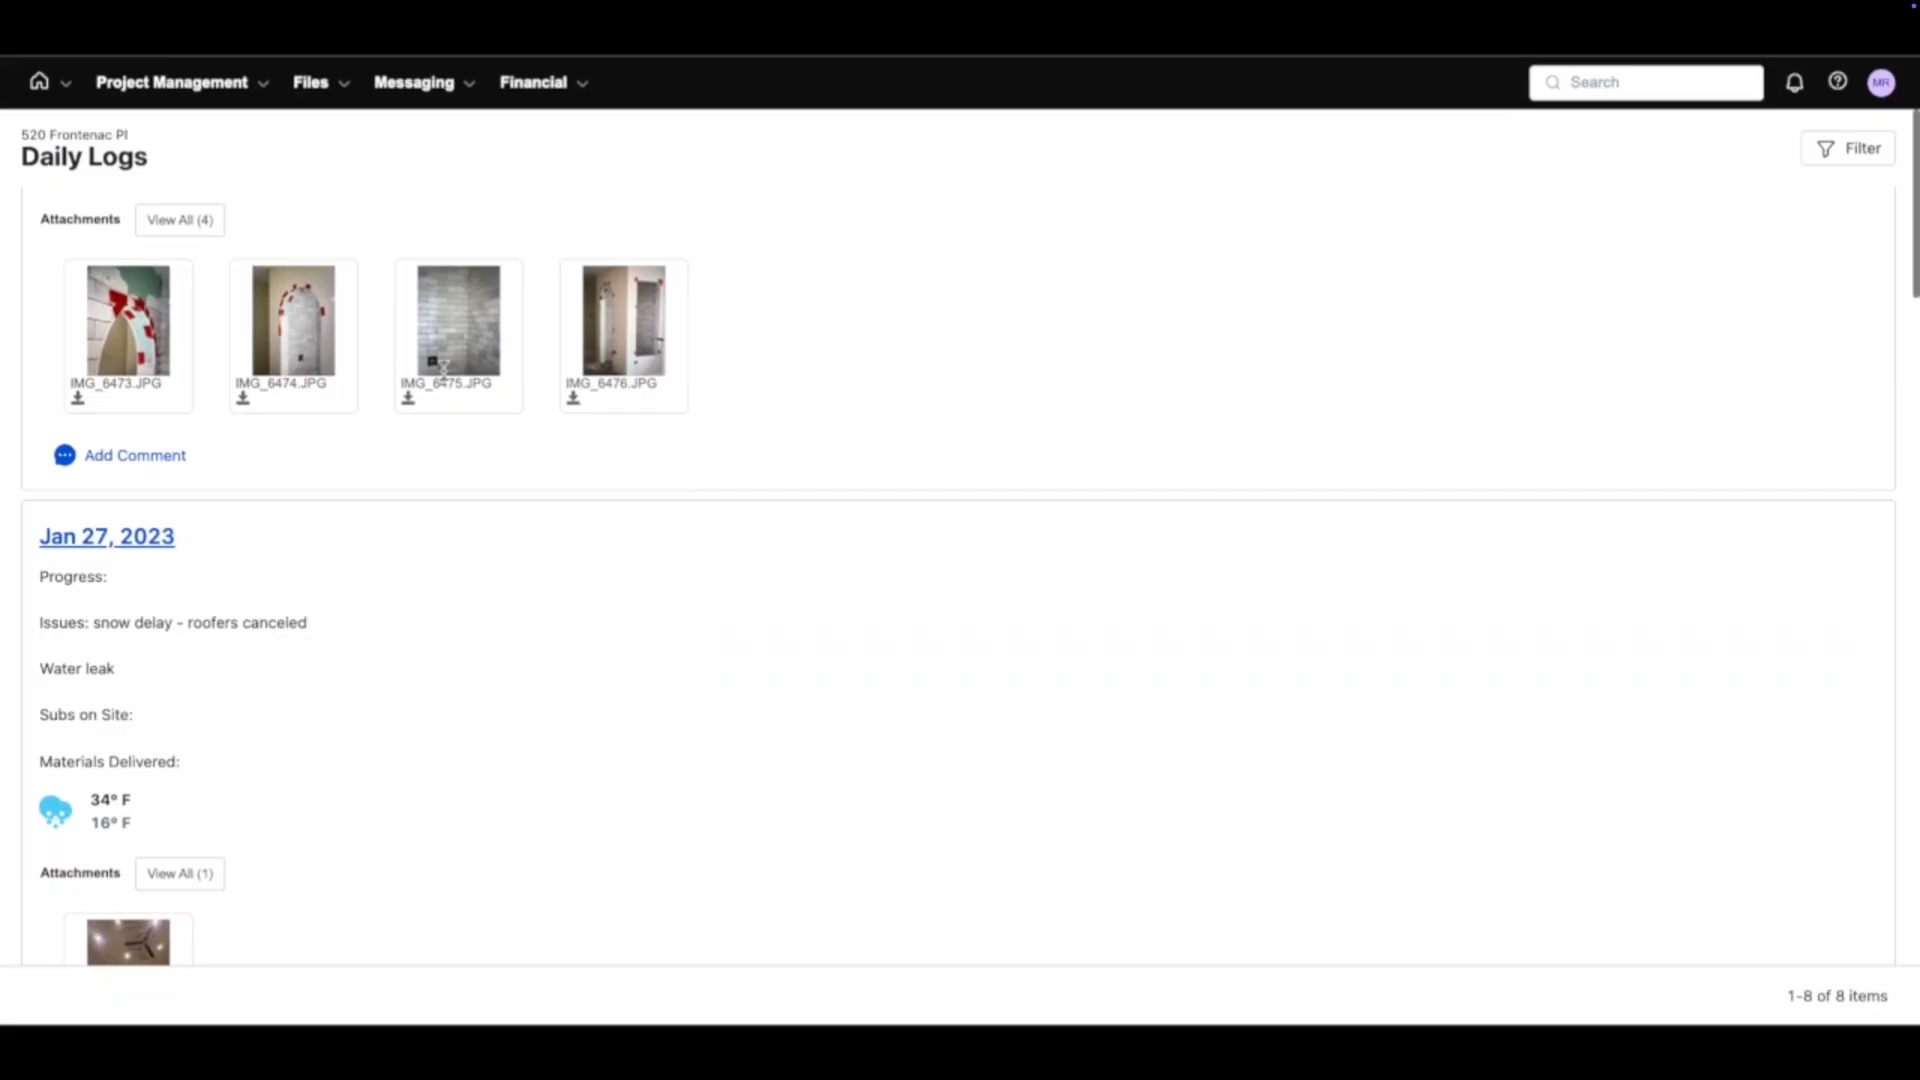 Project Management Files Messaging Financial Search MR
520 Frontenac Pl
Daily Logs
Filter
Attachments View All (4)
IMG_6473.JPG IMG_6474.JPG IMG_6475.JPG IMG_6476.JPG
Add Comment
Jan 27, 2023
Progress:
Issues: snow delay - roofers canceled
Water leak
Subs on Site:
Materials Delivered:
34° F
16° F
Attachments View All (1)
1-8 of 8 items